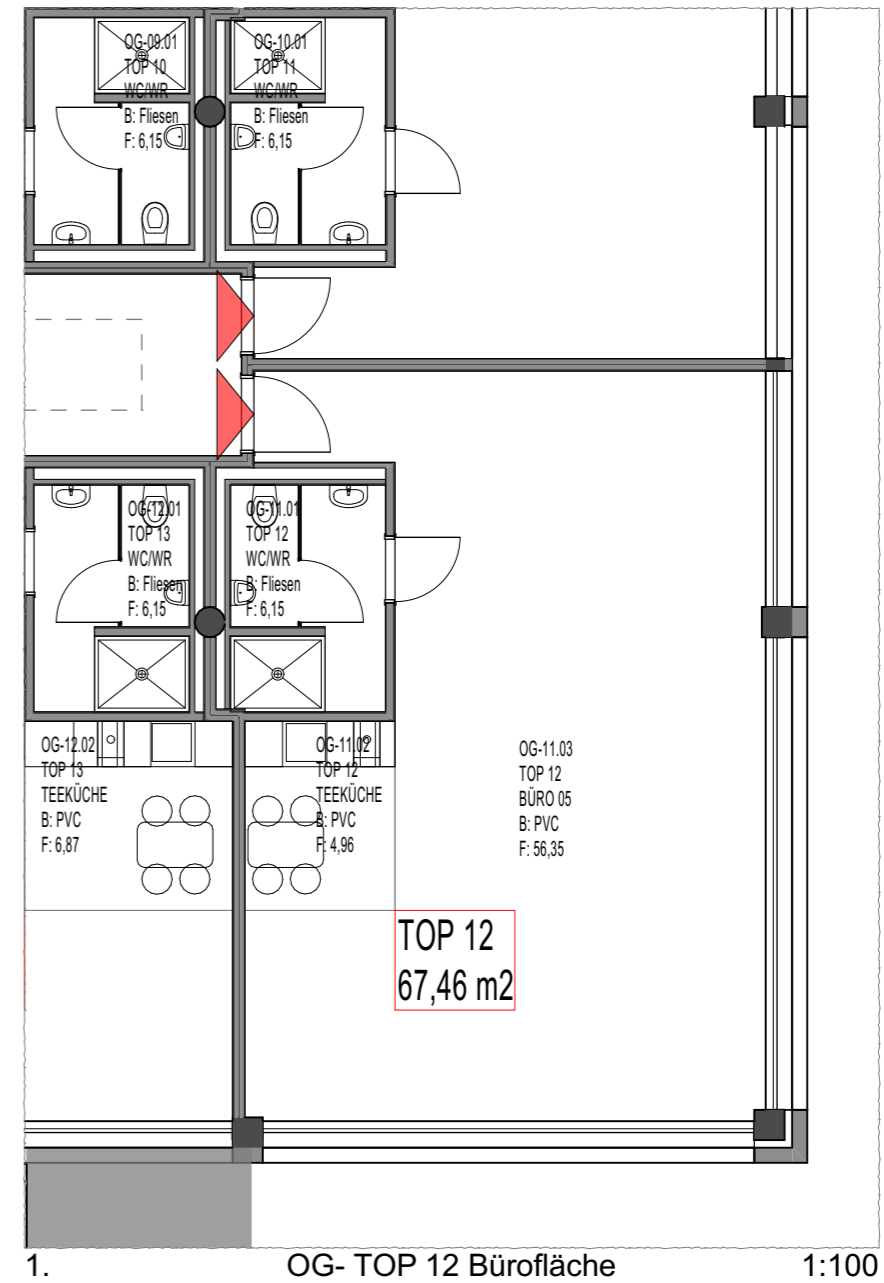 OG-09.01
TOP 10
WC/WR
B: Fliesen
F: 6,15
OG-10.01
TOP 11
WC/WR
B: Fliesen
F: 6,15
OG-12.01
TOP 13
WC/WR
B: Fliesen
F: 6,15
OG-11.01
TOP 12
WC/WR
B: Fliesen
F: 6,15
OG-12.02
TOP 13
TEEKÜCHE
B: PVC
F: 6,87
OG-11.02
TOP 12
TEEKÜCHE
B: PVC
F: 4,96
OG-11.03
TOP 12
BÜRO 05
B: PVC
F: 56,35
TOP 12
67,46 m2
1. OG- TOP 12 Bürofläche 1:100